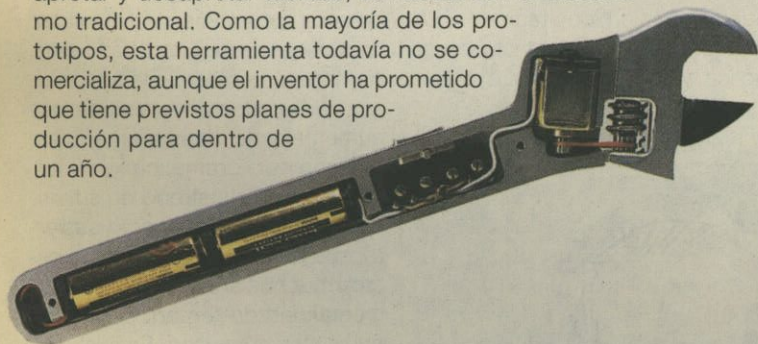 mo tradicional. Como la mayoría de los pro-
totipos, esta herramienta todavía no se co-
mercializa, aunque el inventor ha prometido
que tiene previstos planes de pro-
ducción para dentro de
un año.